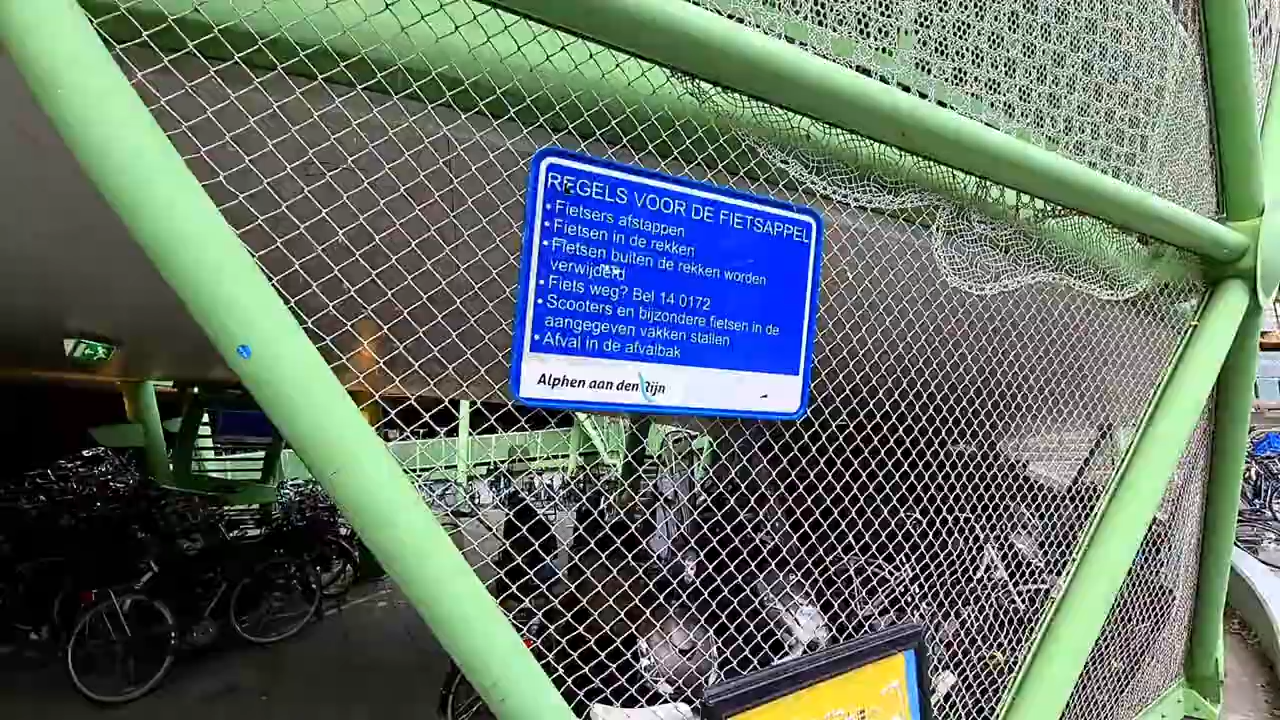 REGELS VOOR DE FIETSAPPEL
• Fietsers afstappen
• Fietsen in de rekken
• Fietsen buiten de rekken worden
verwijderd
• Fiets weg? Bel 14 0172
• Scooters en bijzondere fietsen in de
aangegeven vakken stallen
• Afval in de afvalbak
Alphen aan den Rijn